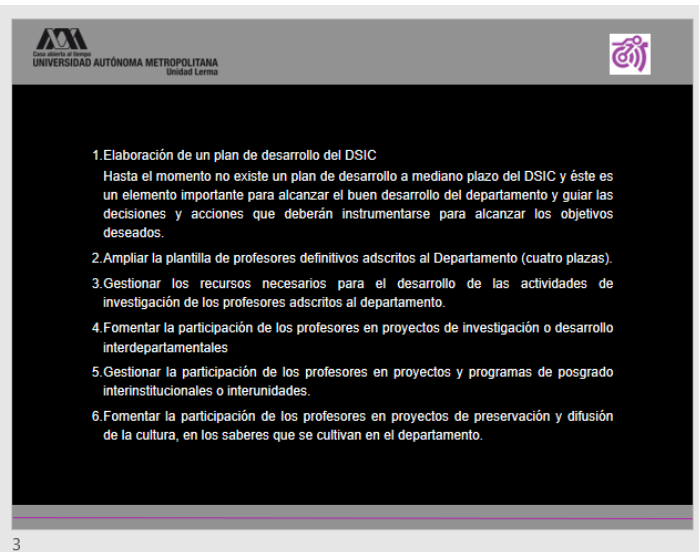 Casa abierta al tiempo
UNIVERSIDAD AUTÓNOMA METROPOLITANA
Unidad Lerma
1.Elaboración de un plan de desarrollo del DSIC
Hasta el momento no existe un plan de desarrollo a mediano plazo del DSIC y éste es
un elemento importante para alcanzar el buen desarrollo del departamento y guiar las
decisiones y acciones que deberán instrumentarse para alcanzar los objetivos
deseados.
2.Ampliar la plantilla de profesores definitivos adscritos al Departamento (cuatro plazas).
3.Gestionar los recursos necesarios para el desarrollo de las actividades de
investigación de los profesores adscritos al departamento.
4.Fomentar la participación de los profesores en proyectos de investigación o desarrollo
interdepartamentales
5.Gestionar la participación de los profesores en proyectos y programas de posgrado
interinstitucionales o interunidades.
6.Fomentar la participación de los profesores en proyectos de preservación y difusión
de la cultura, en los saberes que se cultivan en el departamento.
3